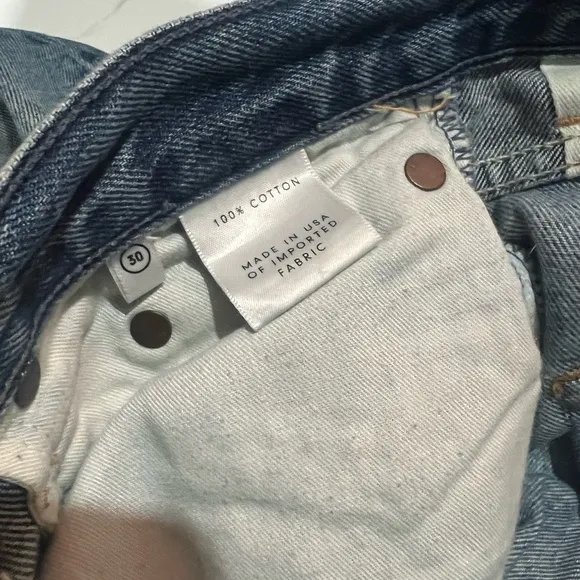 100% COTTON
MADE IN USA
OF IMPORTED
FABRIC
30